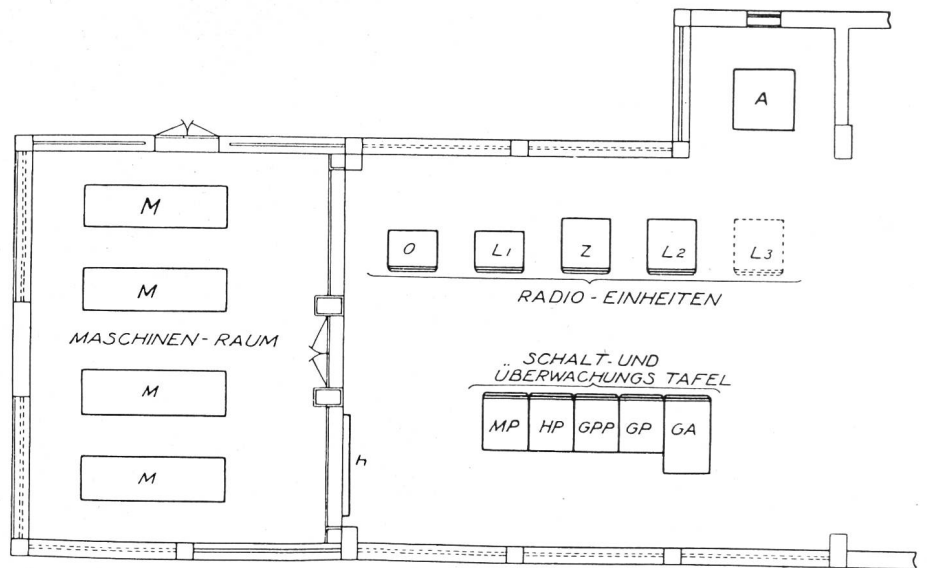 A
M
O
L1
Z
L2
L3
M
RADIO - EINHEITEN
MASCHINEN - RAUM
SCHALT- UND
ÜBERWACHUNGS TAFEL
M
MP
HP
GPP
GP
GA
h
M